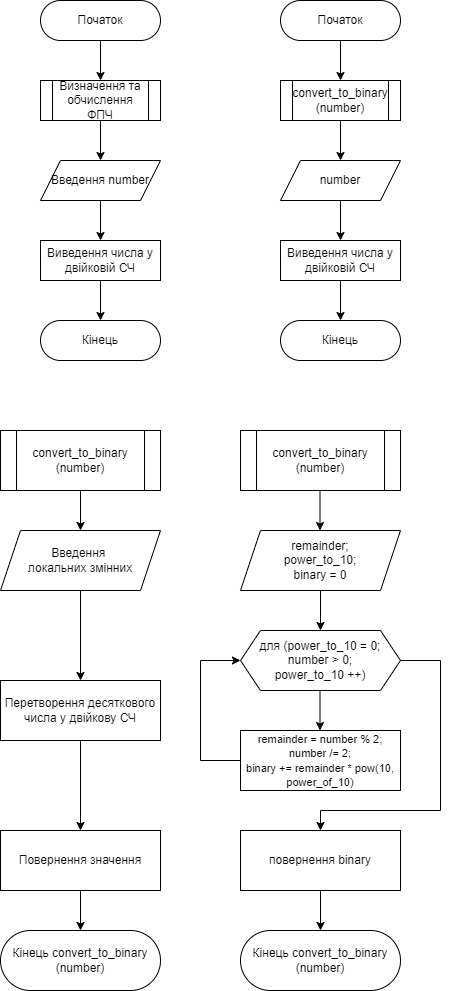 Початок
Визначення та
обчислення
ФПЧ
Введення number
Виведення числа у
двійковій СЧ
Кінець
Початок
convert_to_binary
(number)
number
Виведення числа у
двійковій СЧ
Кінець
convert_to_binary
(number)
Введення
локальних змінних
Перетворення десяткового
числа у двійкову СЧ
Повернення значення
Кінець convert_to_binary
(number)
convert_to_binary
(number)
remainder;
power_to_10;
binary = 0
для (power_to_10 = 0;
number > 0;
power_to_10 ++)
remainder = number % 2;
number /= 2;
binary += remainder * pow(10,
power_of_10)
повернення binary
Кінець convert_to_binary
(number)